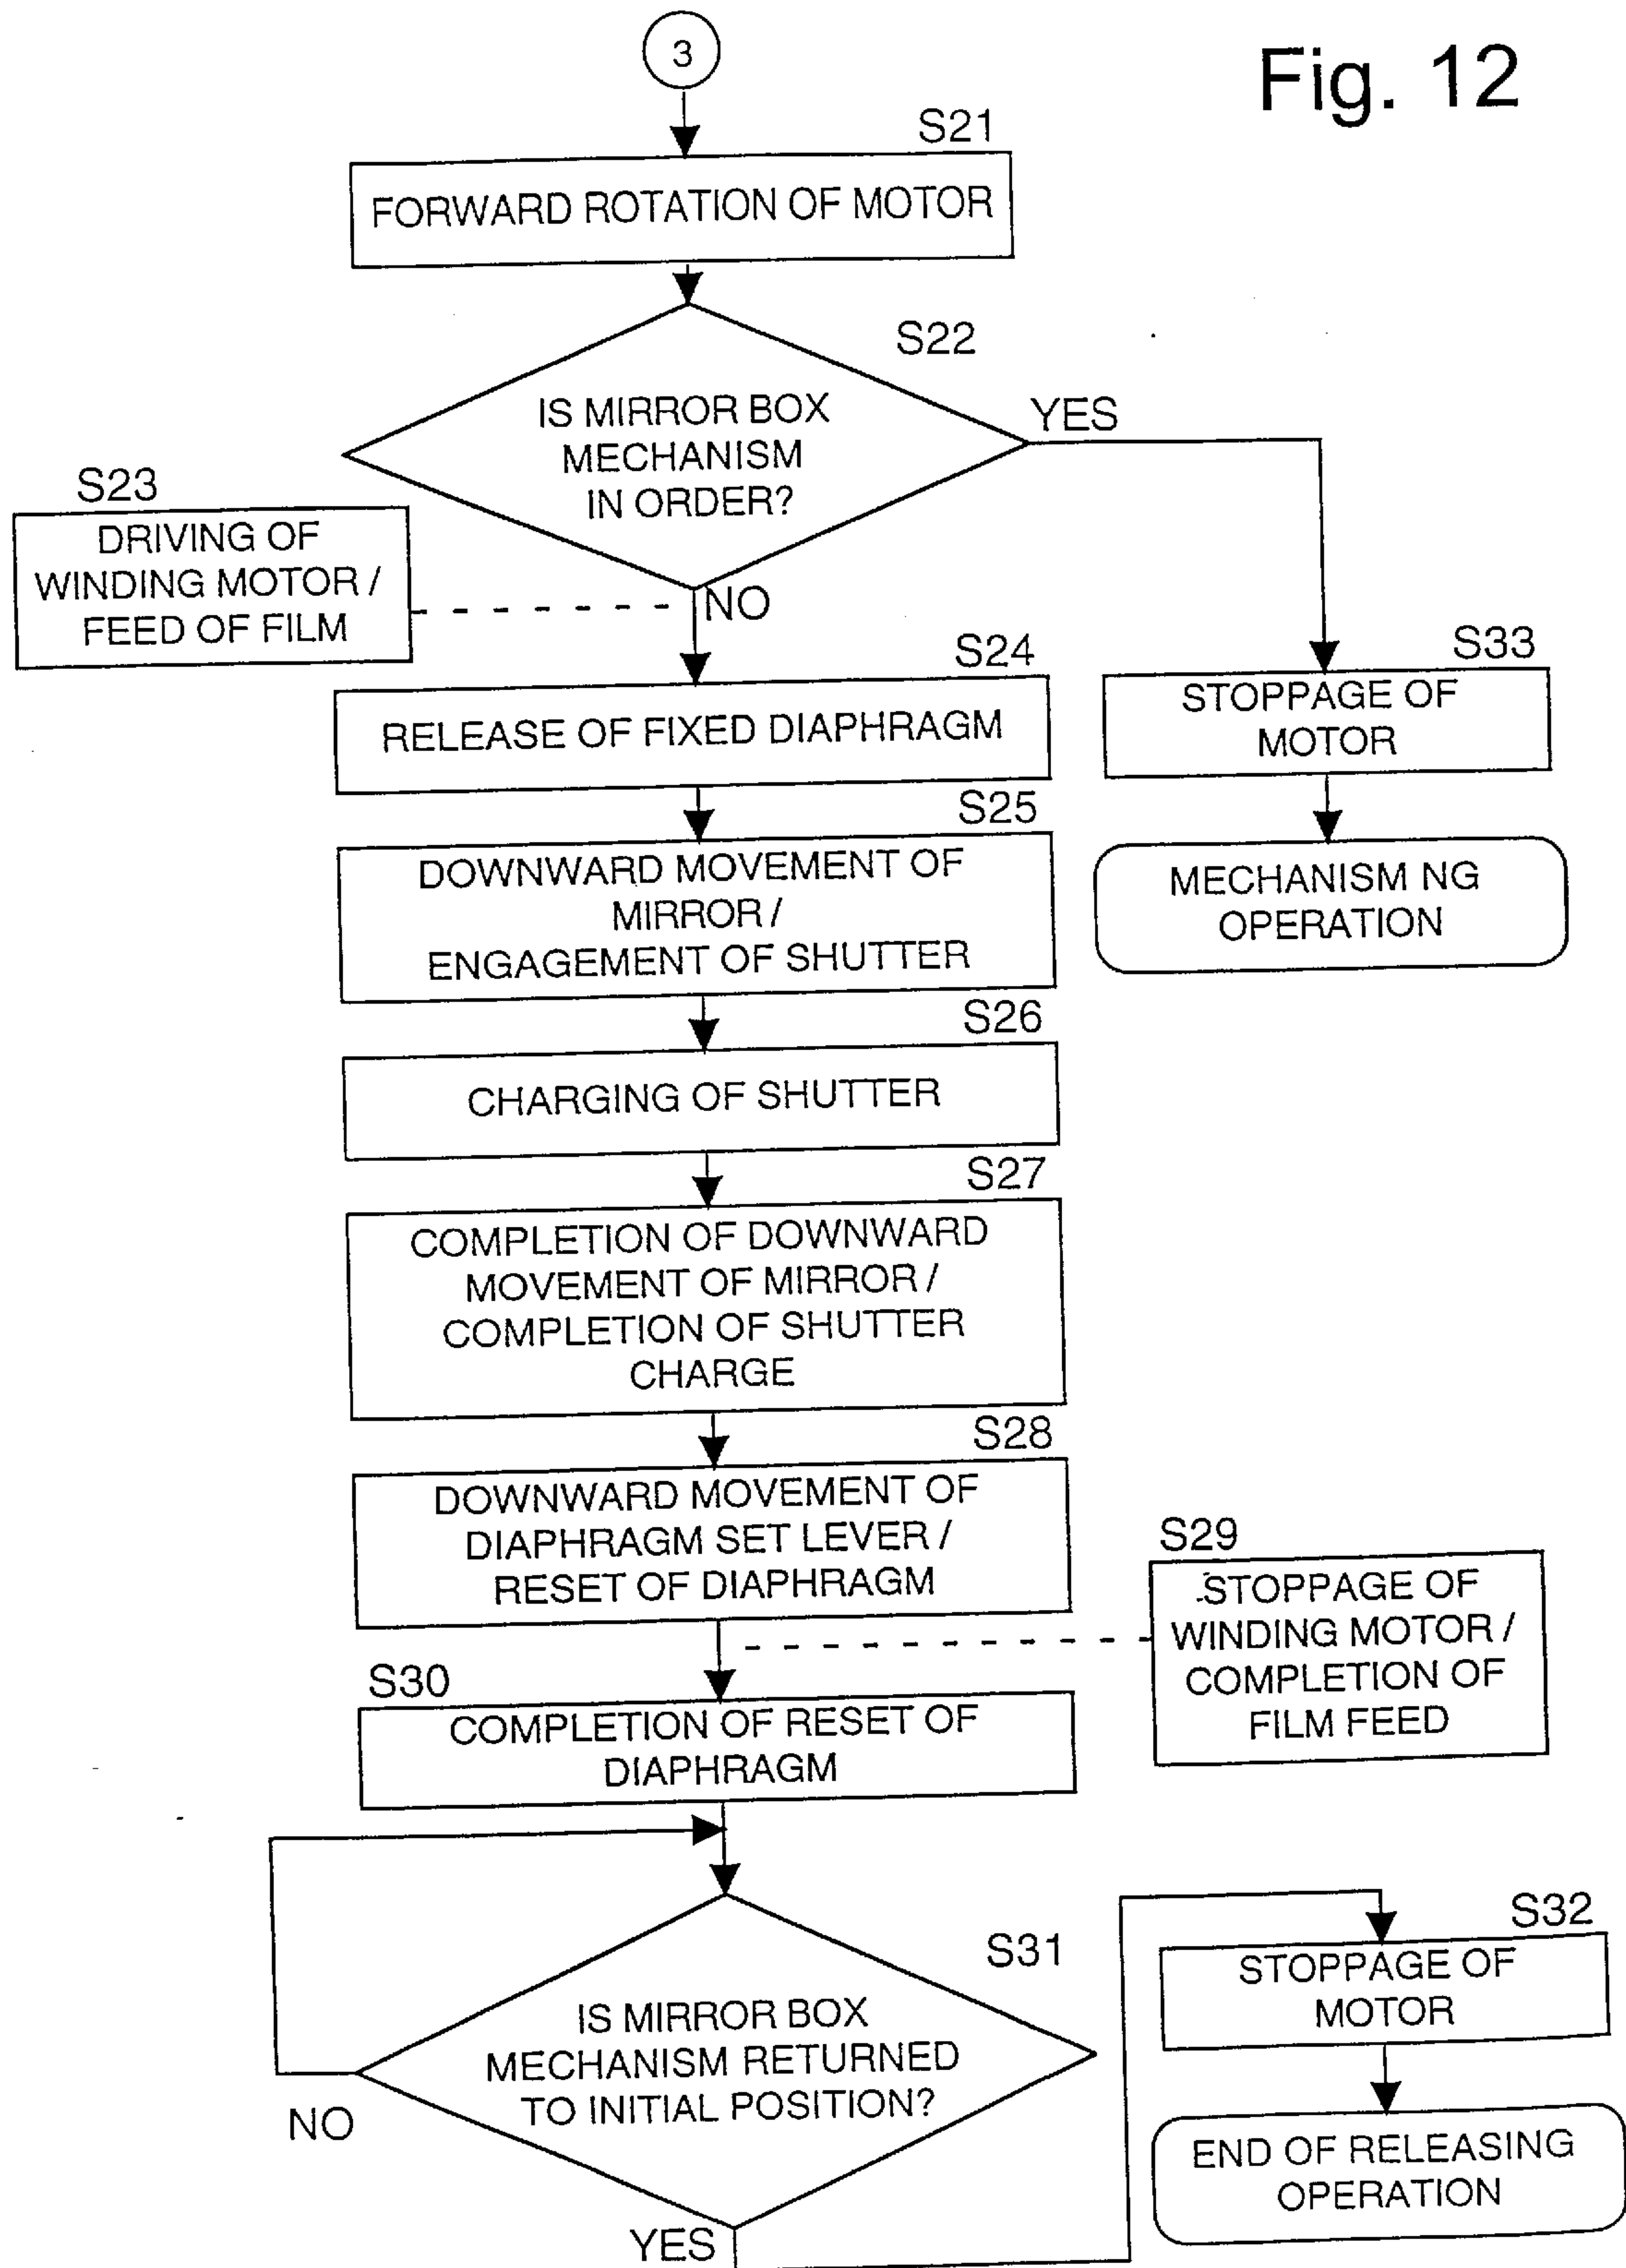 3
Fig. 12
S21
FORWARD ROTATION OF MOTOR
S22
IS MIRROR BOX
MECHANISM
IN ORDER?
YES
NO
S23
DRIVING OF
WINDING MOTOR /
FEED OF FILM
S24
RELEASE OF FIXED DIAPHRAGM
S33
STOPPAGE OF
MOTOR
MECHANISM NG
OPERATION
S25
DOWNWARD MOVEMENT OF
MIRROR /
ENGAGEMENT OF SHUTTER
S26
CHARGING OF SHUTTER
S27
COMPLETION OF DOWNWARD
MOVEMENT OF MIRROR /
COMPLETION OF SHUTTER
CHARGE
S28
DOWNWARD MOVEMENT OF
DIAPHRAGM SET LEVER /
RESET OF DIAPHRAGM
S29
STOPPAGE OF
WINDING MOTOR /
COMPLETION OF
FILM FEED
S30
COMPLETION OF RESET OF
DIAPHRAGM
S31
IS MIRROR BOX
MECHANISM RETURNED
TO INITIAL POSITION?
NO
YES
S32
STOPPAGE OF
MOTOR
END OF RELEASING
OPERATION